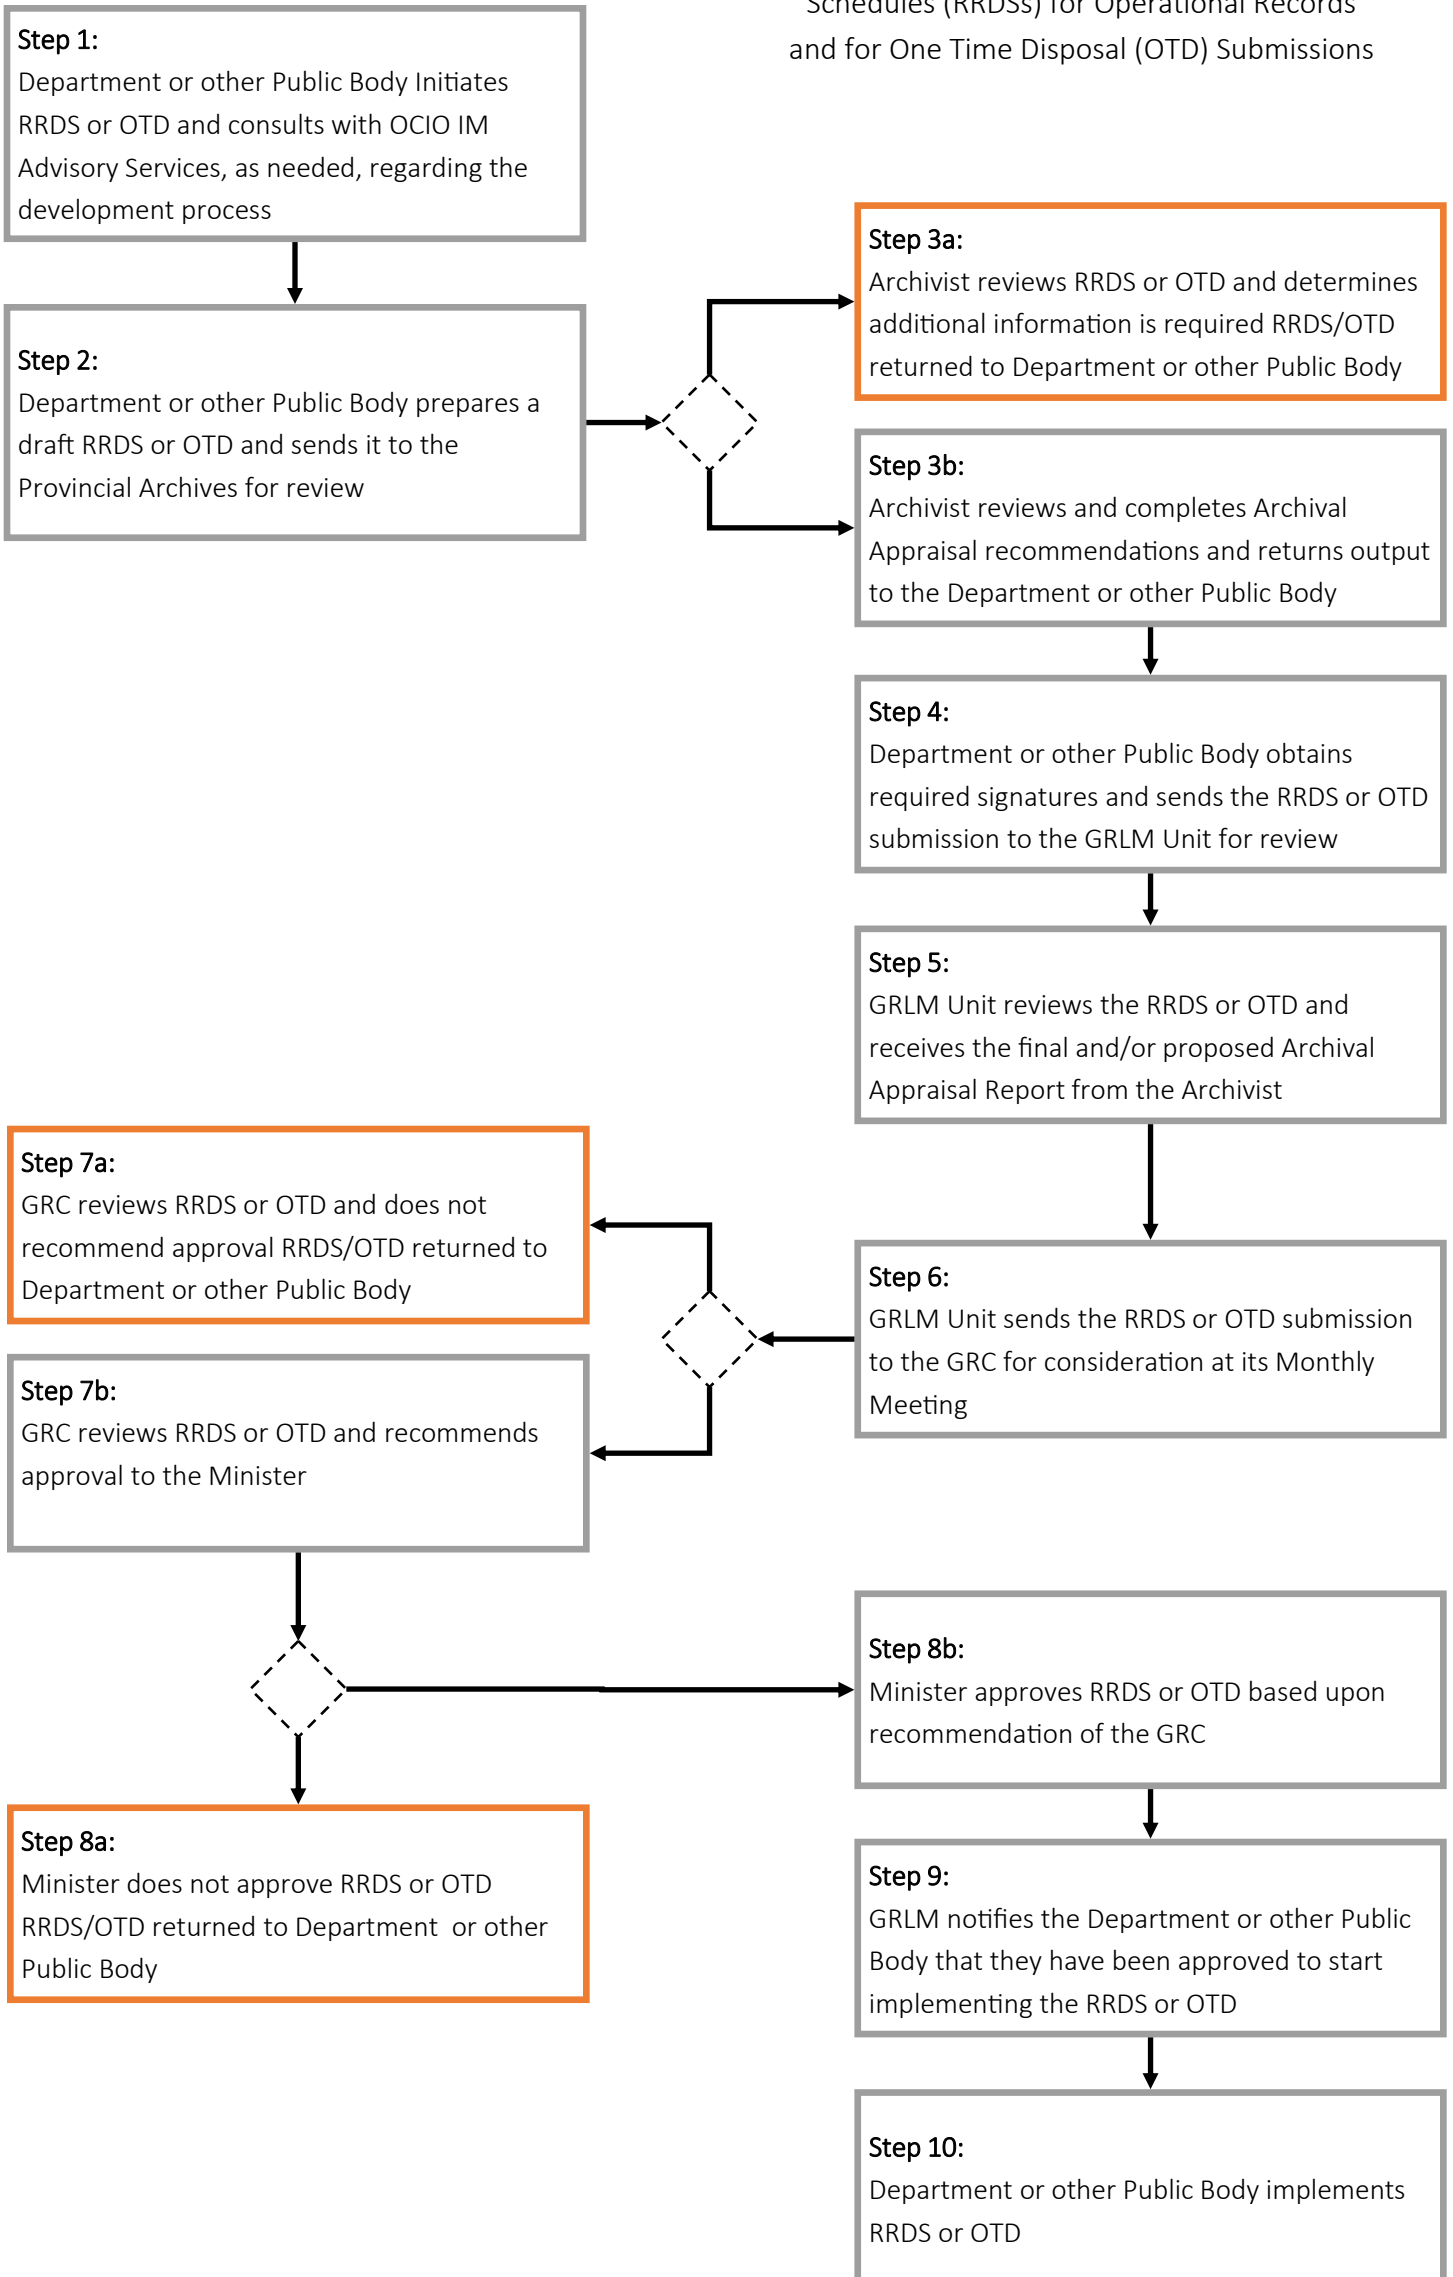 Schedules (RRDSs) for Operational Records
and for One Time Disposal (OTD) Submissions
Step 1:
Department or other Public Body Initiates
RRDS or OTD and consults with OCIO IM
Advisory Services, as needed, regarding the
development process
Step 2:
Department or other Public Body prepares a
draft RRDS or OTD and sends it to the
Provincial Archives for review
Step 3a:
Archivist reviews RRDS or OTD and determines
additional information is required RRDS/OTD
returned to Department or other Public Body
Step 3b:
Archivist reviews and completes Archival
Appraisal recommendations and returns output
to the Department or other Public Body
Step 4:
Department or other Public Body obtains
required signatures and sends the RRDS or OTD
submission to the GRLM Unit for review
Step 5:
GRLM Unit reviews the RRDS or OTD and
receives the final and/or proposed Archival
Appraisal Report from the Archivist
Step 6:
GRLM Unit sends the RRDS or OTD submission
to the GRC for consideration at its Monthly
Meeting
Step 7a:
GRC reviews RRDS or OTD and does not
recommend approval RRDS/OTD returned to
Department or other Public Body
Step 7b:
GRC reviews RRDS or OTD and recommends
approval to the Minister
Step 8a:
Minister does not approve RRDS or OTD
RRDS/OTD returned to Department  or other
Public Body
Step 8b:
Minister approves RRDS or OTD based upon
recommendation of the GRC
Step 9:
GRLM notifies the Department or other Public
Body that they have been approved to start
implementing the RRDS or OTD
Step 10:
Department or other Public Body implements
RRDS or OTD